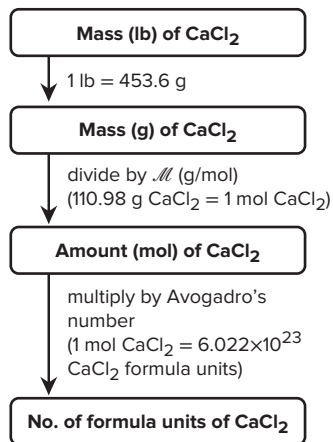 Mass (lb) of CaCl₂
1 lb = 453.6 g
Mass (g) of CaCl₂
divide by ℳ (g/mol)
(110.98 g CaCl₂ = 1 mol CaCl₂)
Amount (mol) of CaCl₂
multiply by Avogadro’s
number
(1 mol CaCl₂ = 6.022×10²³
CaCl₂ formula units)
No. of formula units of CaCl₂